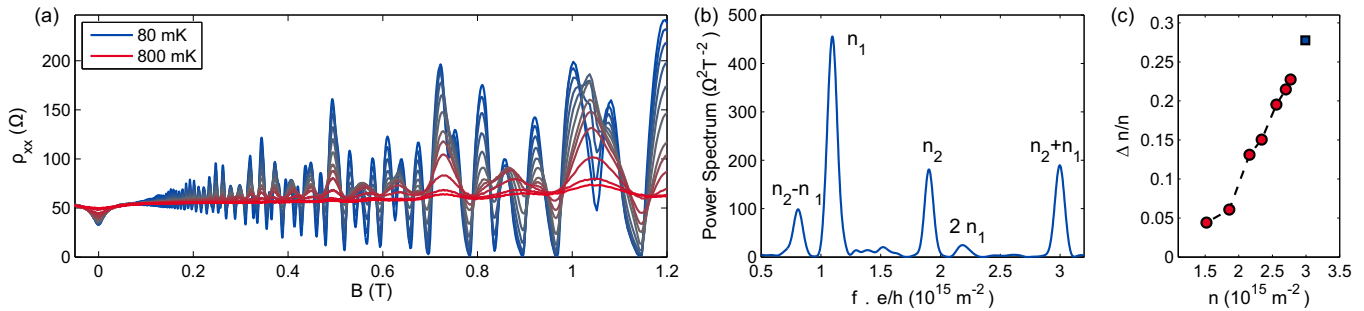 (a)
80 mK
800 mK
ρxx (Ω)
250
200
150
100
50
0
0
0.2
0.4
0.6
0.8
1
1.2
B (T)
(b)
Power Spectrum (Ω²T⁻²)
500
400
300
200
100
0
n₂-n₁
n₁
n₂
2 n₁
n₂+n₁
0.5
1
1.5
2
2.5
3
f . e/h (10¹⁵ m⁻²)
(c)
Δ n/n
0.3
0.25
0.2
0.15
0.1
0.05
0
1.5
2
2.5
3
3.5
n (10¹⁵ m⁻²)